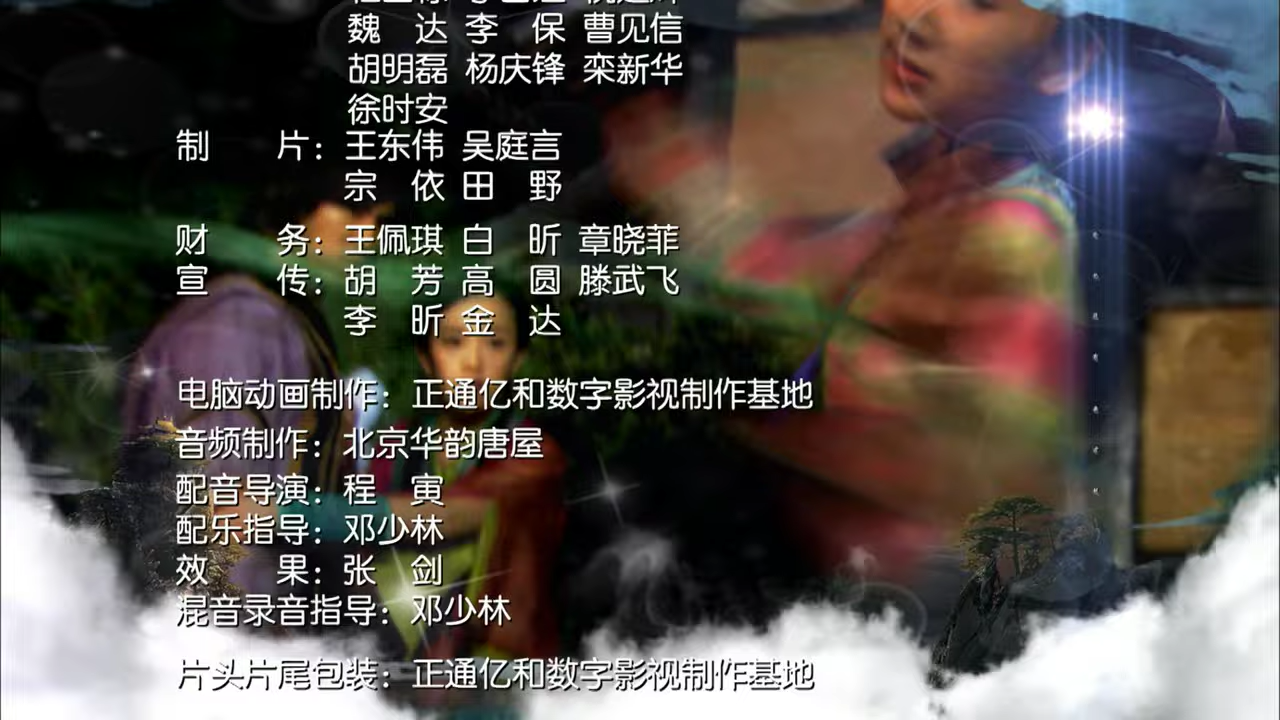 魏　达 李　保 曹见信
胡明磊 杨庆锋 栾新华
徐时安
制　　片：王东伟 吴庭言
宗　依 田　野
财　　务：王佩琪 白　昕 章晓菲
宣　　传：胡　芳 高　圆 滕武飞
李　昕 金　达
电脑动画制作：正通亿和数字影视制作基地
音频制作：北京华韵唐屋
配音导演：程　寅
配乐指导：邓少林
效　　果：张　剑
混音录音指导：邓少林
片头片尾包装：正通亿和数字影视制作基地